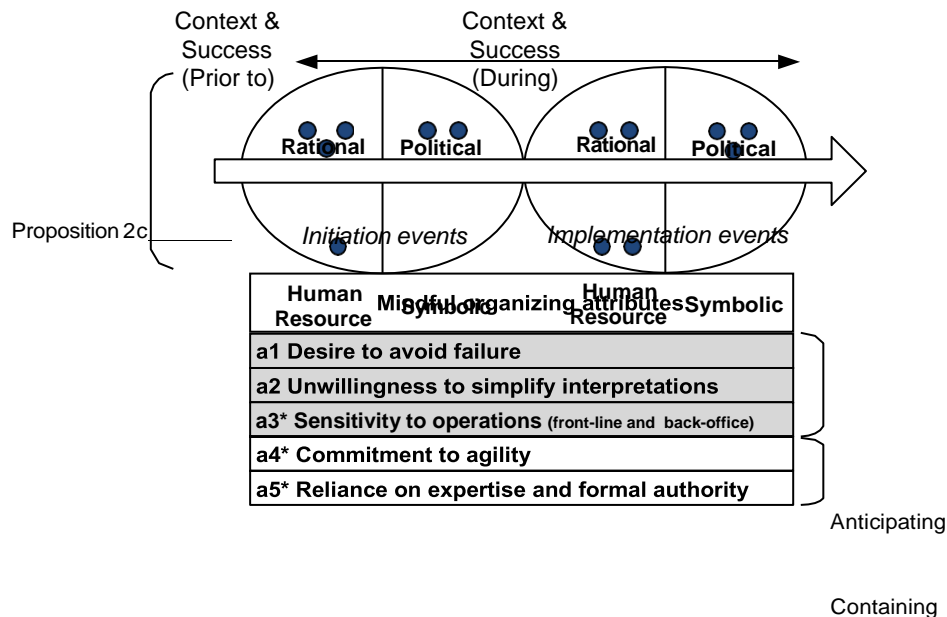 Context &
Success
(Prior to)
Context &
Success
(During)
Rational
Political
Rational
Political
Proposition 2c
Initiation events
Implementation events
Human
Resource
Symbolic
Mindful organizing attributes
Human
Resource
Symbolic
a1 Desire to avoid failure
a2 Unwillingness to simplify interpretations
a3* Sensitivity to operations (front-line and back-office)
a4* Commitment to agility
a5* Reliance on expertise and formal authority
Anticipating
Containing